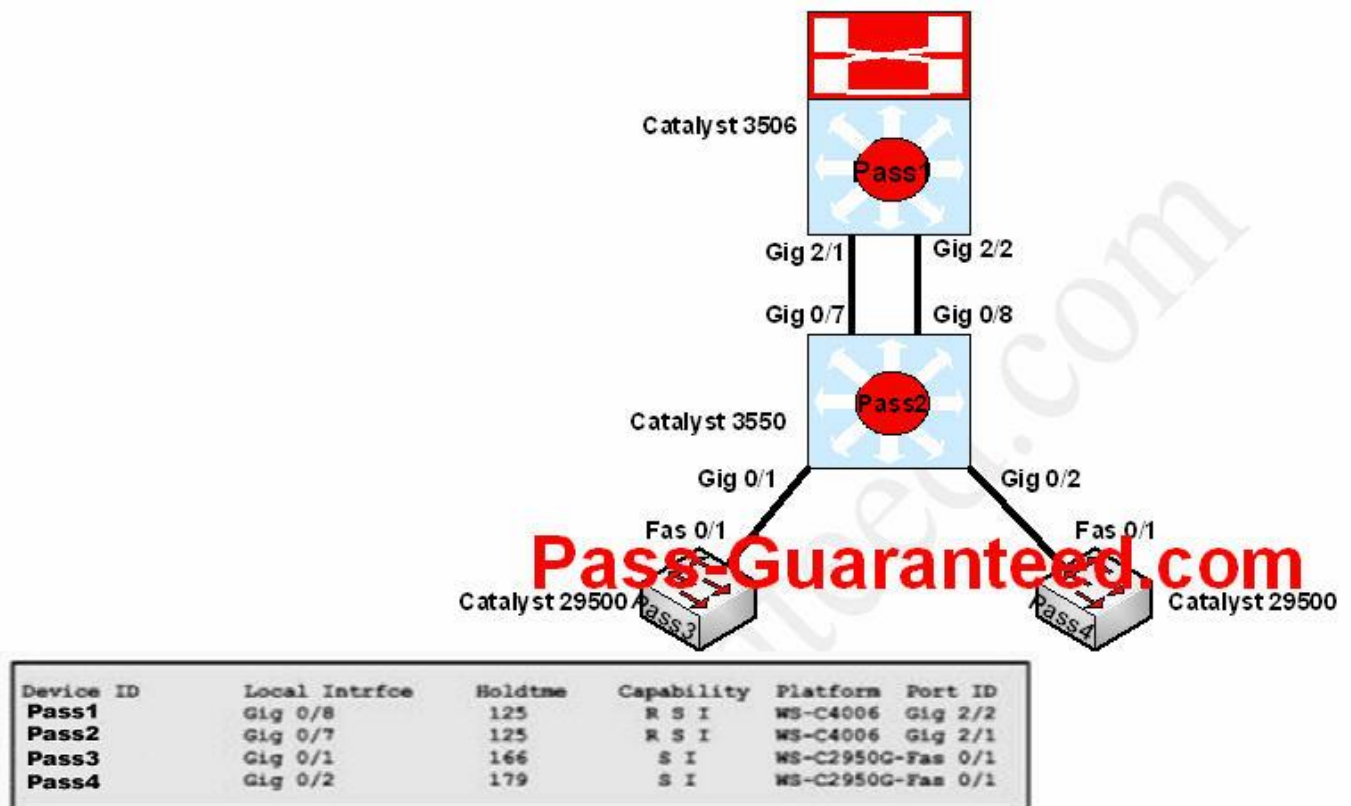 Catalyst 3506
Pass1
Gig 2/1 Gig 2/2
Gig 0/7 Gig 0/8
Pass2
Catalyst 3550
Gig 0/1 Gig 0/2
Fas 0/1 Fas 0/1
Pass-Guaranteed.com
Catalyst 29500 Pass3 Pass4 Catalyst 29500
Device ID Local Intrfce Holdtme Capability Platform Port ID
Pass1 Gig 0/8 125 R S I WS-C4006 Gig 2/2
Pass2 Gig 0/7 125 R S I WS-C4006 Gig 2/1
Pass3 Gig 0/1 166 S I WS-C2950G-Fas 0/1
Pass4 Gig 0/2 179 S I WS-C2950G-Fas 0/1